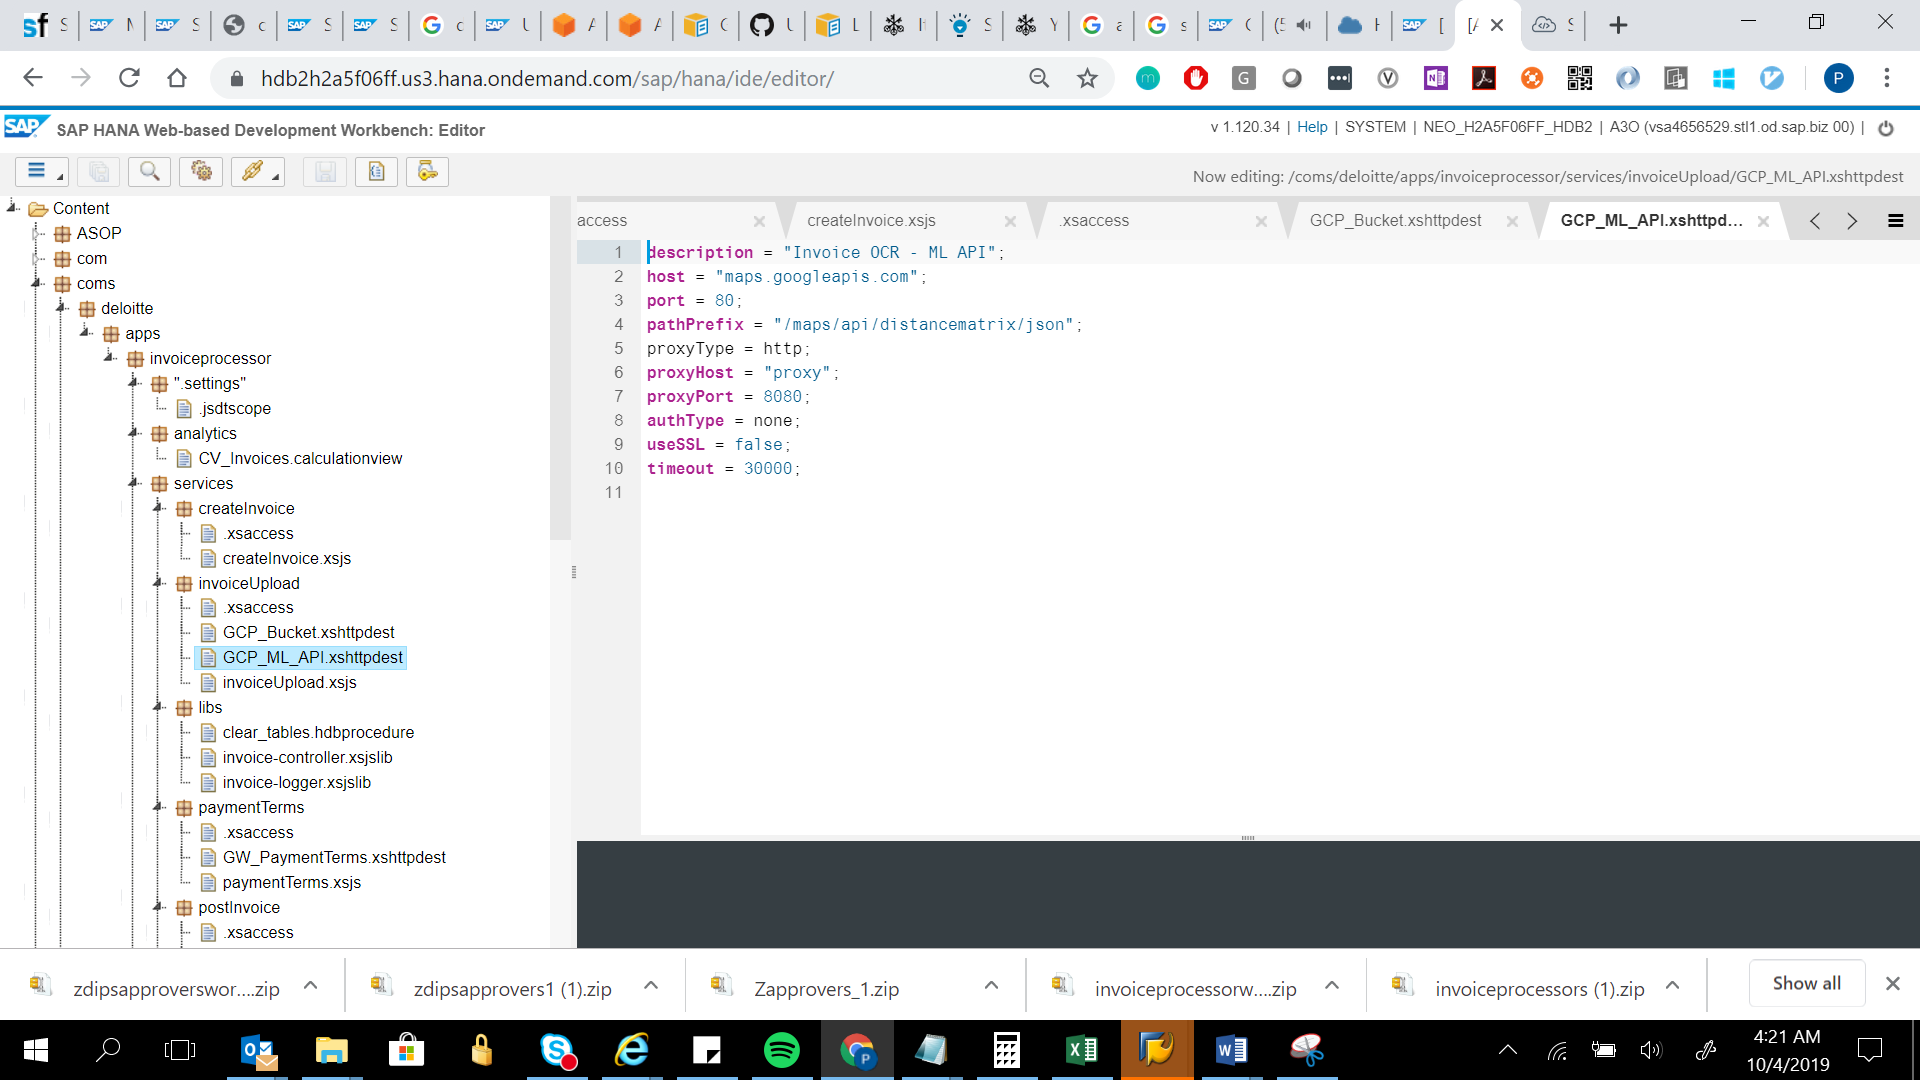 sf S M S c S S c U A A C U L It S Y a s C (5 H [ [A S
hdb2h2a5f06ff.us3.hana.ondemand.com/sap/hana/ide/editor/
m G V N P
SAP SAP HANA Web-based Development Workbench: Editor
v 1.120.34 | Help | SYSTEM | NEO_H2A5F06FF_HDB2 | A3O (vsa4656529.stl1.od.sap.biz 00) |
Now editing: /coms/deloitte/apps/invoiceprocessor/services/invoiceUpload/GCP_ML_API.xshttpdest
Content
ASOP
com
coms
deloitte
apps
invoiceprocessor
".settings"
.jsdtscope
analytics
CV_Invoices.calculationview
services
createInvoice
.xsaccess
createInvoice.xsjs
invoiceUpload
.xsaccess
GCP_Bucket.xshttpdest
GCP_ML_API.xshttpdest
invoiceUpload.xsjs
libs
clear_tables.hdbprocedure
invoice-controller.xsjslib
invoice-logger.xsjslib
paymentTerms
.xsaccess
GW_PaymentTerms.xshttpdest
paymentTerms.xsjs
postInvoice
.xsaccess
access createInvoice.xsjs .xsaccess GCP_Bucket.xshttpdest GCP_ML_API.xshttpd...
1 description = "Invoice OCR - ML API";
2 host = "maps.googleapis.com";
3 port = 80;
4 pathPrefix = "/maps/api/distancematrix/json";
5 proxyType = http;
6 proxyHost = "proxy";
7 proxyPort = 8080;
8 authType = none;
9 useSSL = false;
10 timeout = 30000;
11
zdipsapproverswor....zip zdipsapprovers1 (1).zip Zapprovers_1.zip invoiceprocessorw....zip invoiceprocessors (1).zip Show all
4:21 AM
10/4/2019